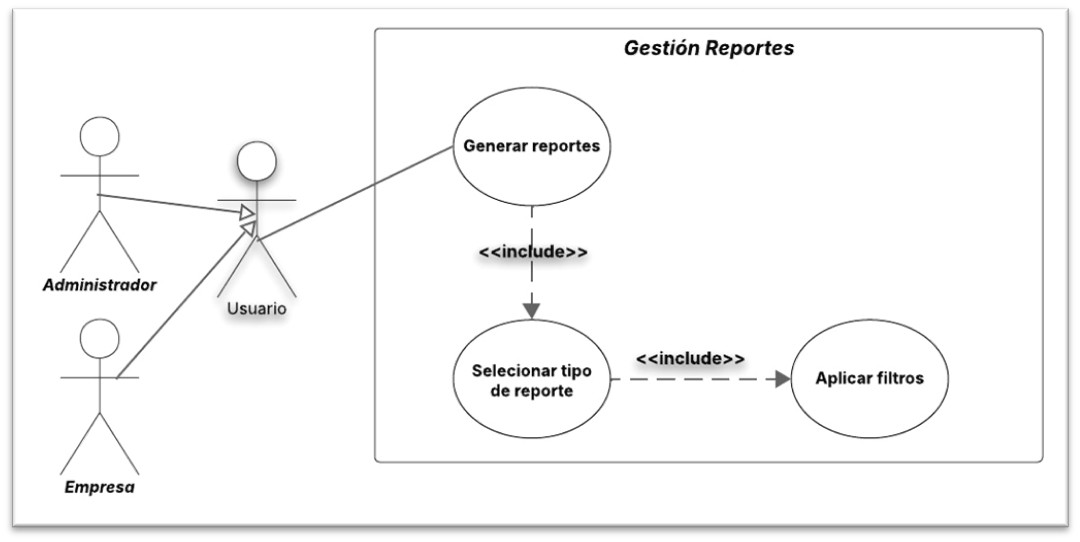 Gestión Reportes
Generar reportes
<<include>>
Administrador
Usuario
Selecionar tipo
de reporte
<<include>>
Aplicar filtros
Empresa